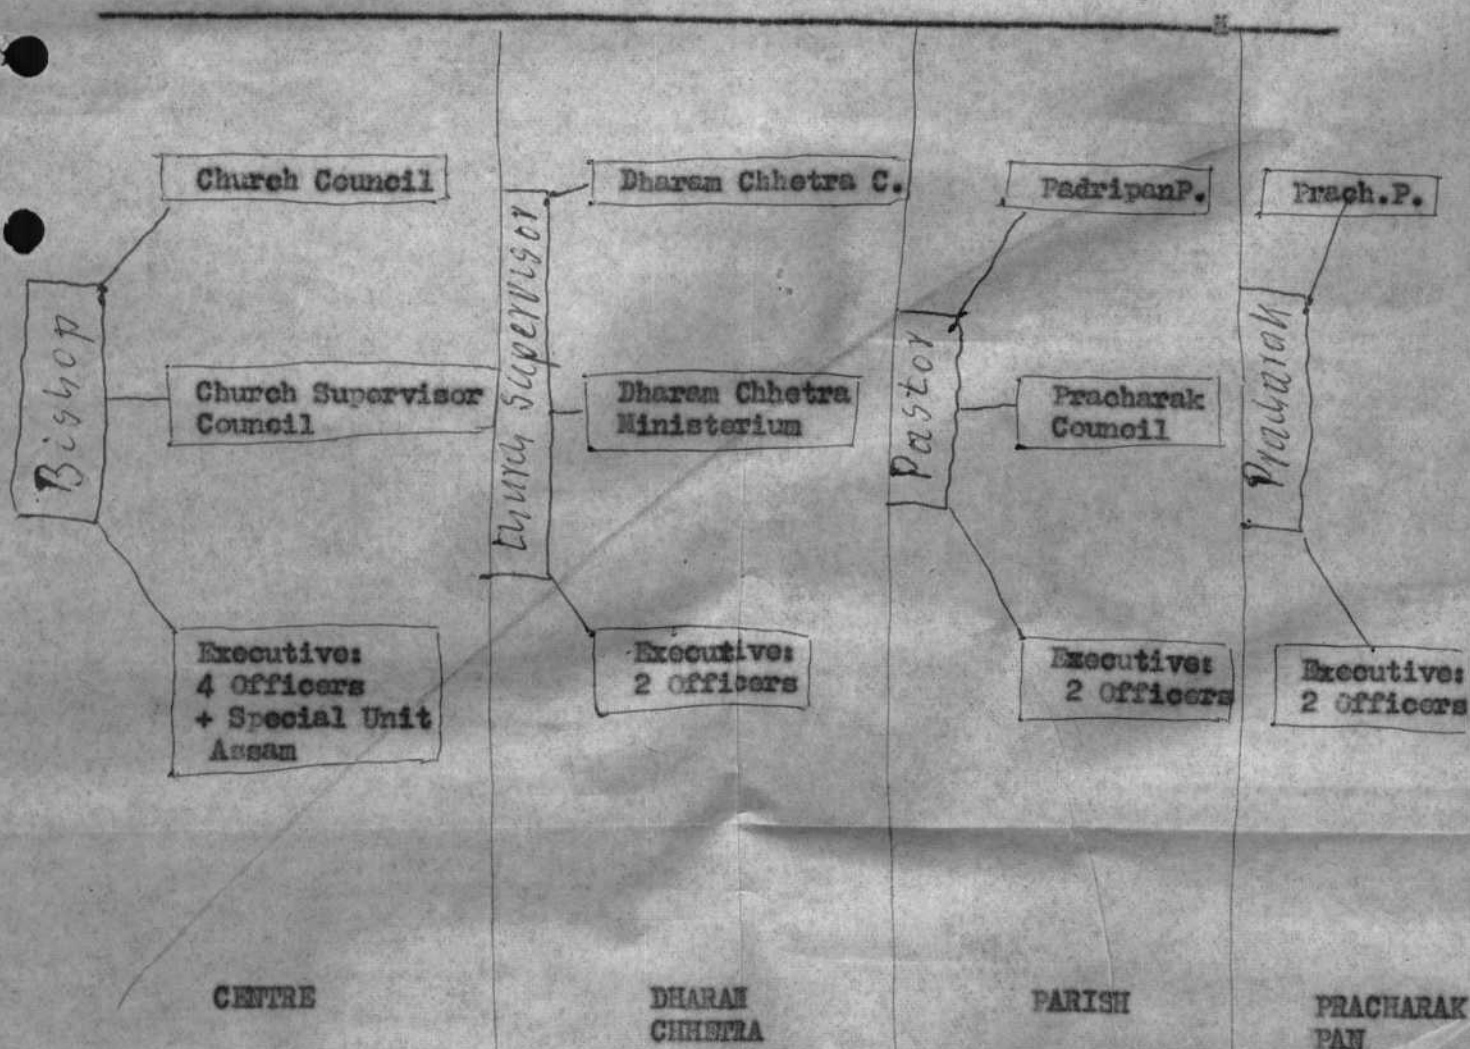 Bishop
Church Council
Church Supervisor
Council
Executive:
4 Officers
+ Special Unit
Assam
CENTRE
Church Supervisor
Dharam Chhetra C.
Dharam Chhetra
Ministerium
Executive:
2 Officers
DHARAM
CHHETRA
Pastor
PadripanP.
Pracharak
Council
Executive:
2 Officers
PARISH
Pracharak
Prach.P.
Executive:
2 Officers
PRACHARAK
PAN